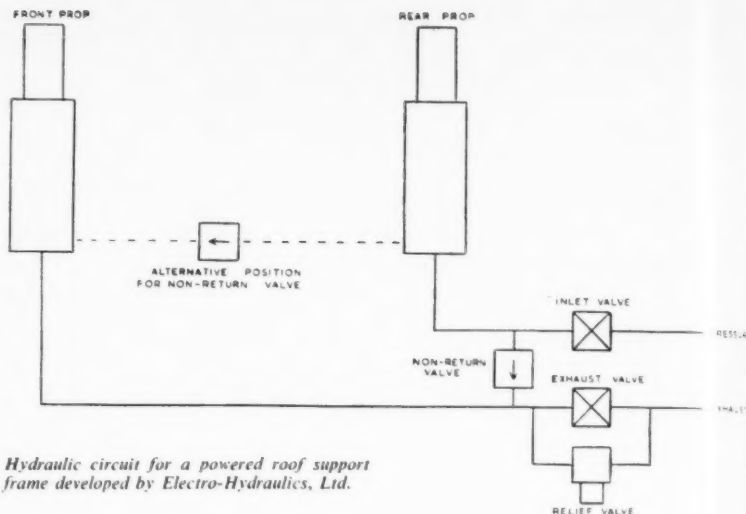 FRONT PROP
REAR PROP
ALTERNATIVE POSITION
FOR NON-RETURN VALVE
INLET VALVE
NON-RETURN
VALVE
EXHAUST VALVE
RELIEF VALVE
Hydraulic circuit for a powered roof support
frame developed by Electro-Hydraulics, Ltd.